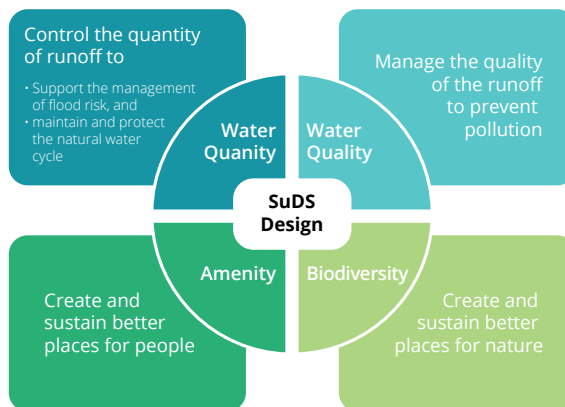 Control the quantity
of runoff to
• Support the management
of flood risk, and
• maintain and protect
the natural water
cycle
Manage the quality
of the runoff
to prevent
pollution
Water
Quanity
Water
Quality
SuDS
Design
Amenity
Biodiversity
Create and
sustain better
places for people
Create and
sustain better
places for nature